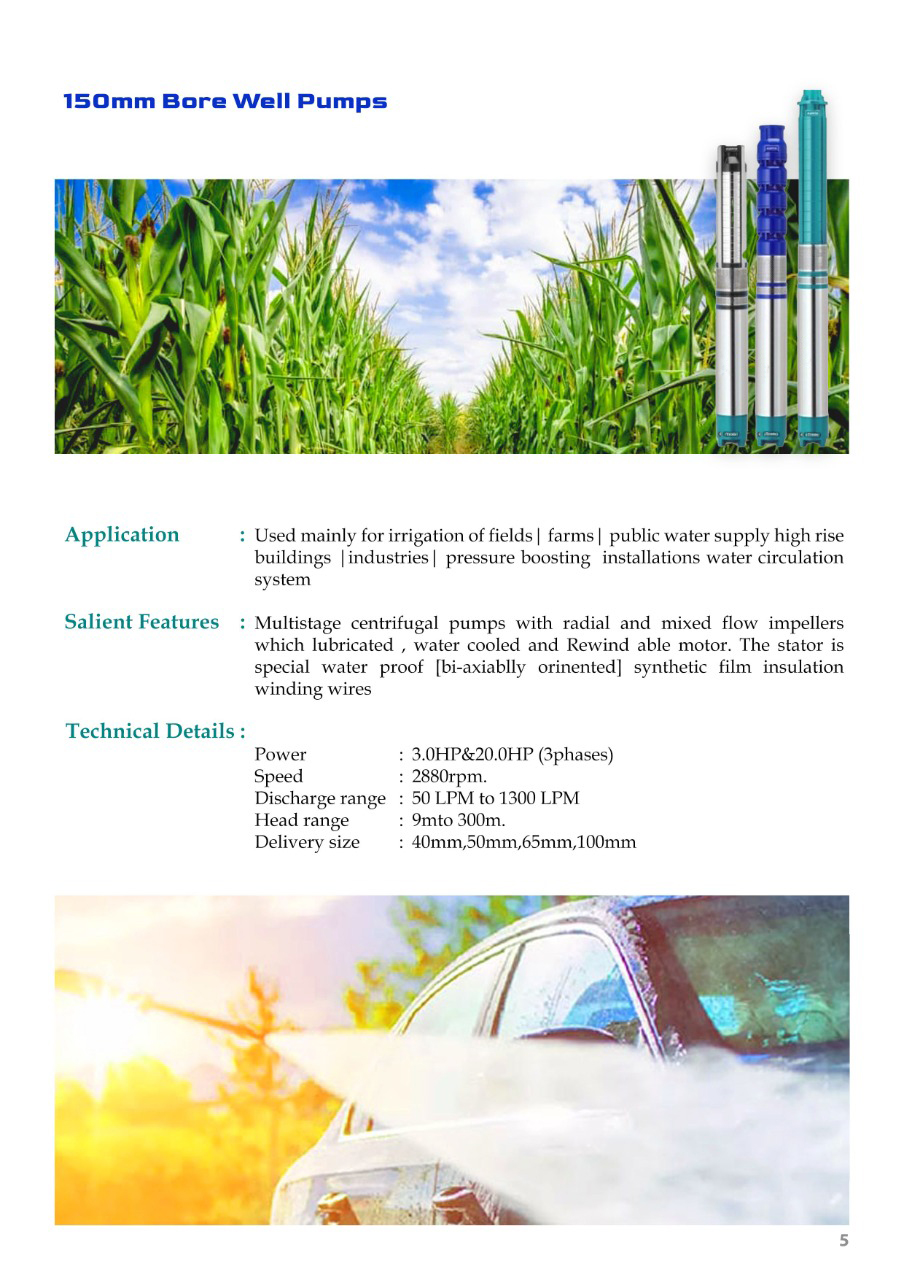 150mm Bore Well Pumps
Application : Used mainly for irrigation of fields| farms| public water supply high rise
buildings |industries| pressure boosting installations water circulation
system
Salient Features : Multistage centrifugal pumps with radial and mixed flow impellers
which lubricated , water cooled and Rewind able motor. The stator is
special water proof [bi-axiablly orinented] synthetic film insulation
winding wires
Technical Details :
Power : 3.0HP&20.0HP (3phases)
Speed : 2880rpm.
Discharge range : 50 LPM to 1300 LPM
Head range : 9mto 300m.
Delivery size : 40mm,50mm,65mm,100mm
5